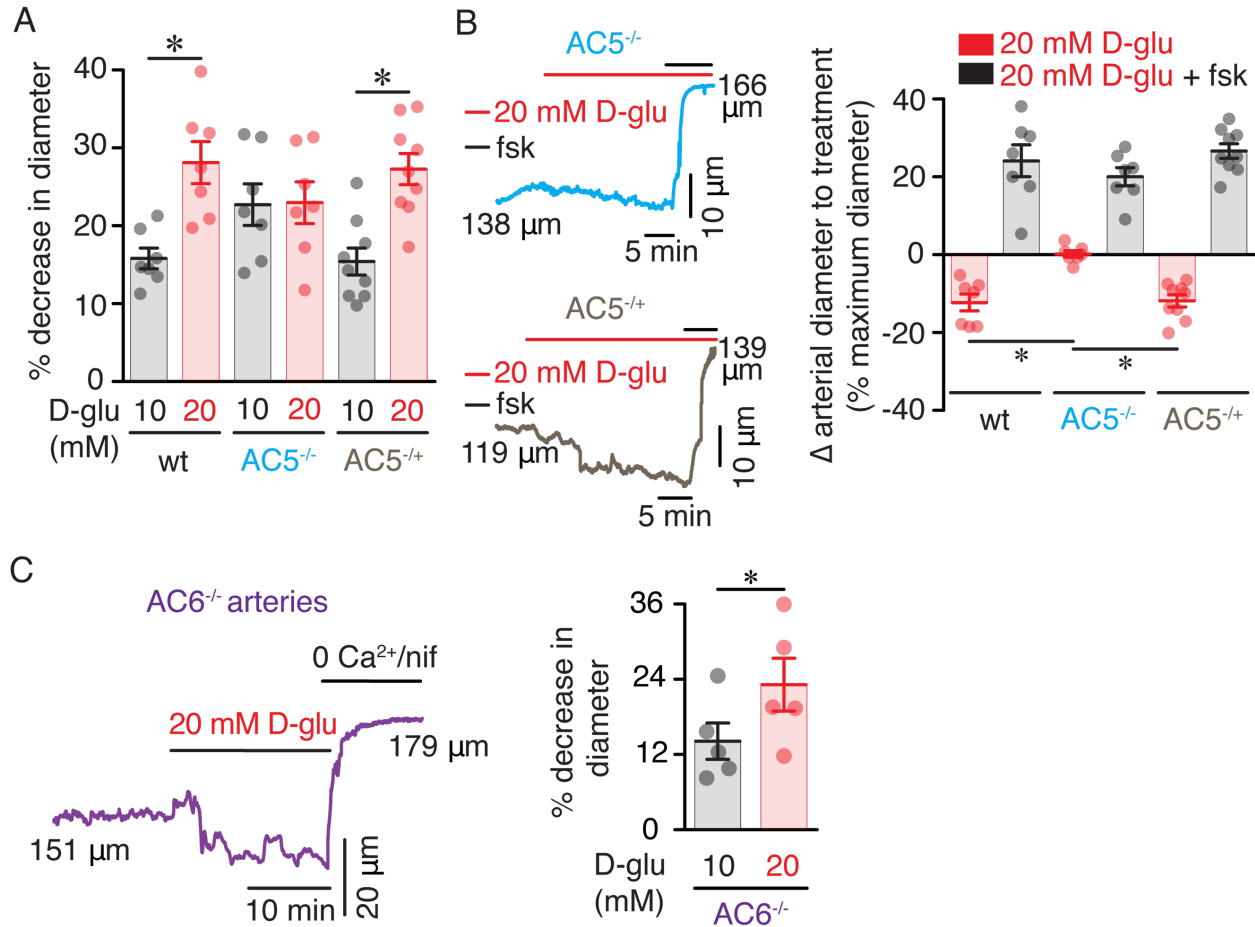 A
% decrease in diameter
40
30
20
10
0
*
*
D-glu
(mM)
10 20 10 20 10 20
wt AC5-/- AC5-/+
B
AC5-/-
20 mM D-glu
fsk
166
µm
138 µm
10 µm
5 min
AC5-/+
20 mM D-glu
fsk
139
µm
119 µm
10 µm
5 min
20 mM D-glu
20 mM D-glu + fsk
Δ arterial diameter to treatment
(% maximum diameter)
40
20
0
-20
-40
* *
wt AC5-/- AC5-/+
C
AC6-/- arteries
0 Ca2+/nif
20 mM D-glu
179 µm
151 µm
10 min
20 µm
% decrease in
diameter
36
24
12
0
*
D-glu
(mM)
10 20
AC6-/-